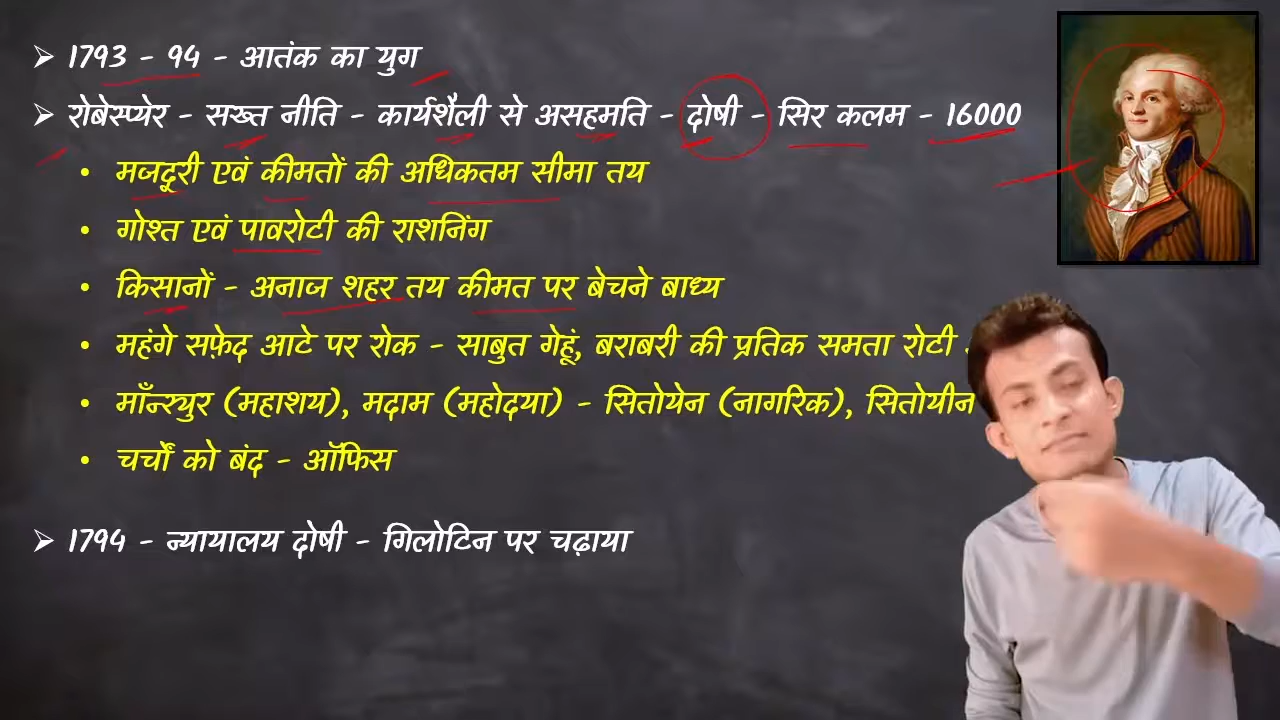 1793 - 94 - आतंक का युग
रोबेस्प्येर - सख्त नीति - कार्यशैली से असहमति - दोषी - सिर कलम - 16000
मजदूरी एवं कीमतों की अधिकतम सीमा तय
गोश्त एवं पावरोटी की राशनिंग
किसानों - अनाज शहर तय कीमत पर बेचने बाध्य
महंगे सफ़ेद आटे पर रोक - साबुत गेहूं, बराबरी की प्रतिक समता रोटी
मॉन्स्युर (महाशय), मदाम (महोदया) - सितोयेन (नागरिक), सितोयीन
चर्चों को बंद - ऑफिस
1794 - न्यायालय दोषी - गिलोटिन पर चढ़ाया